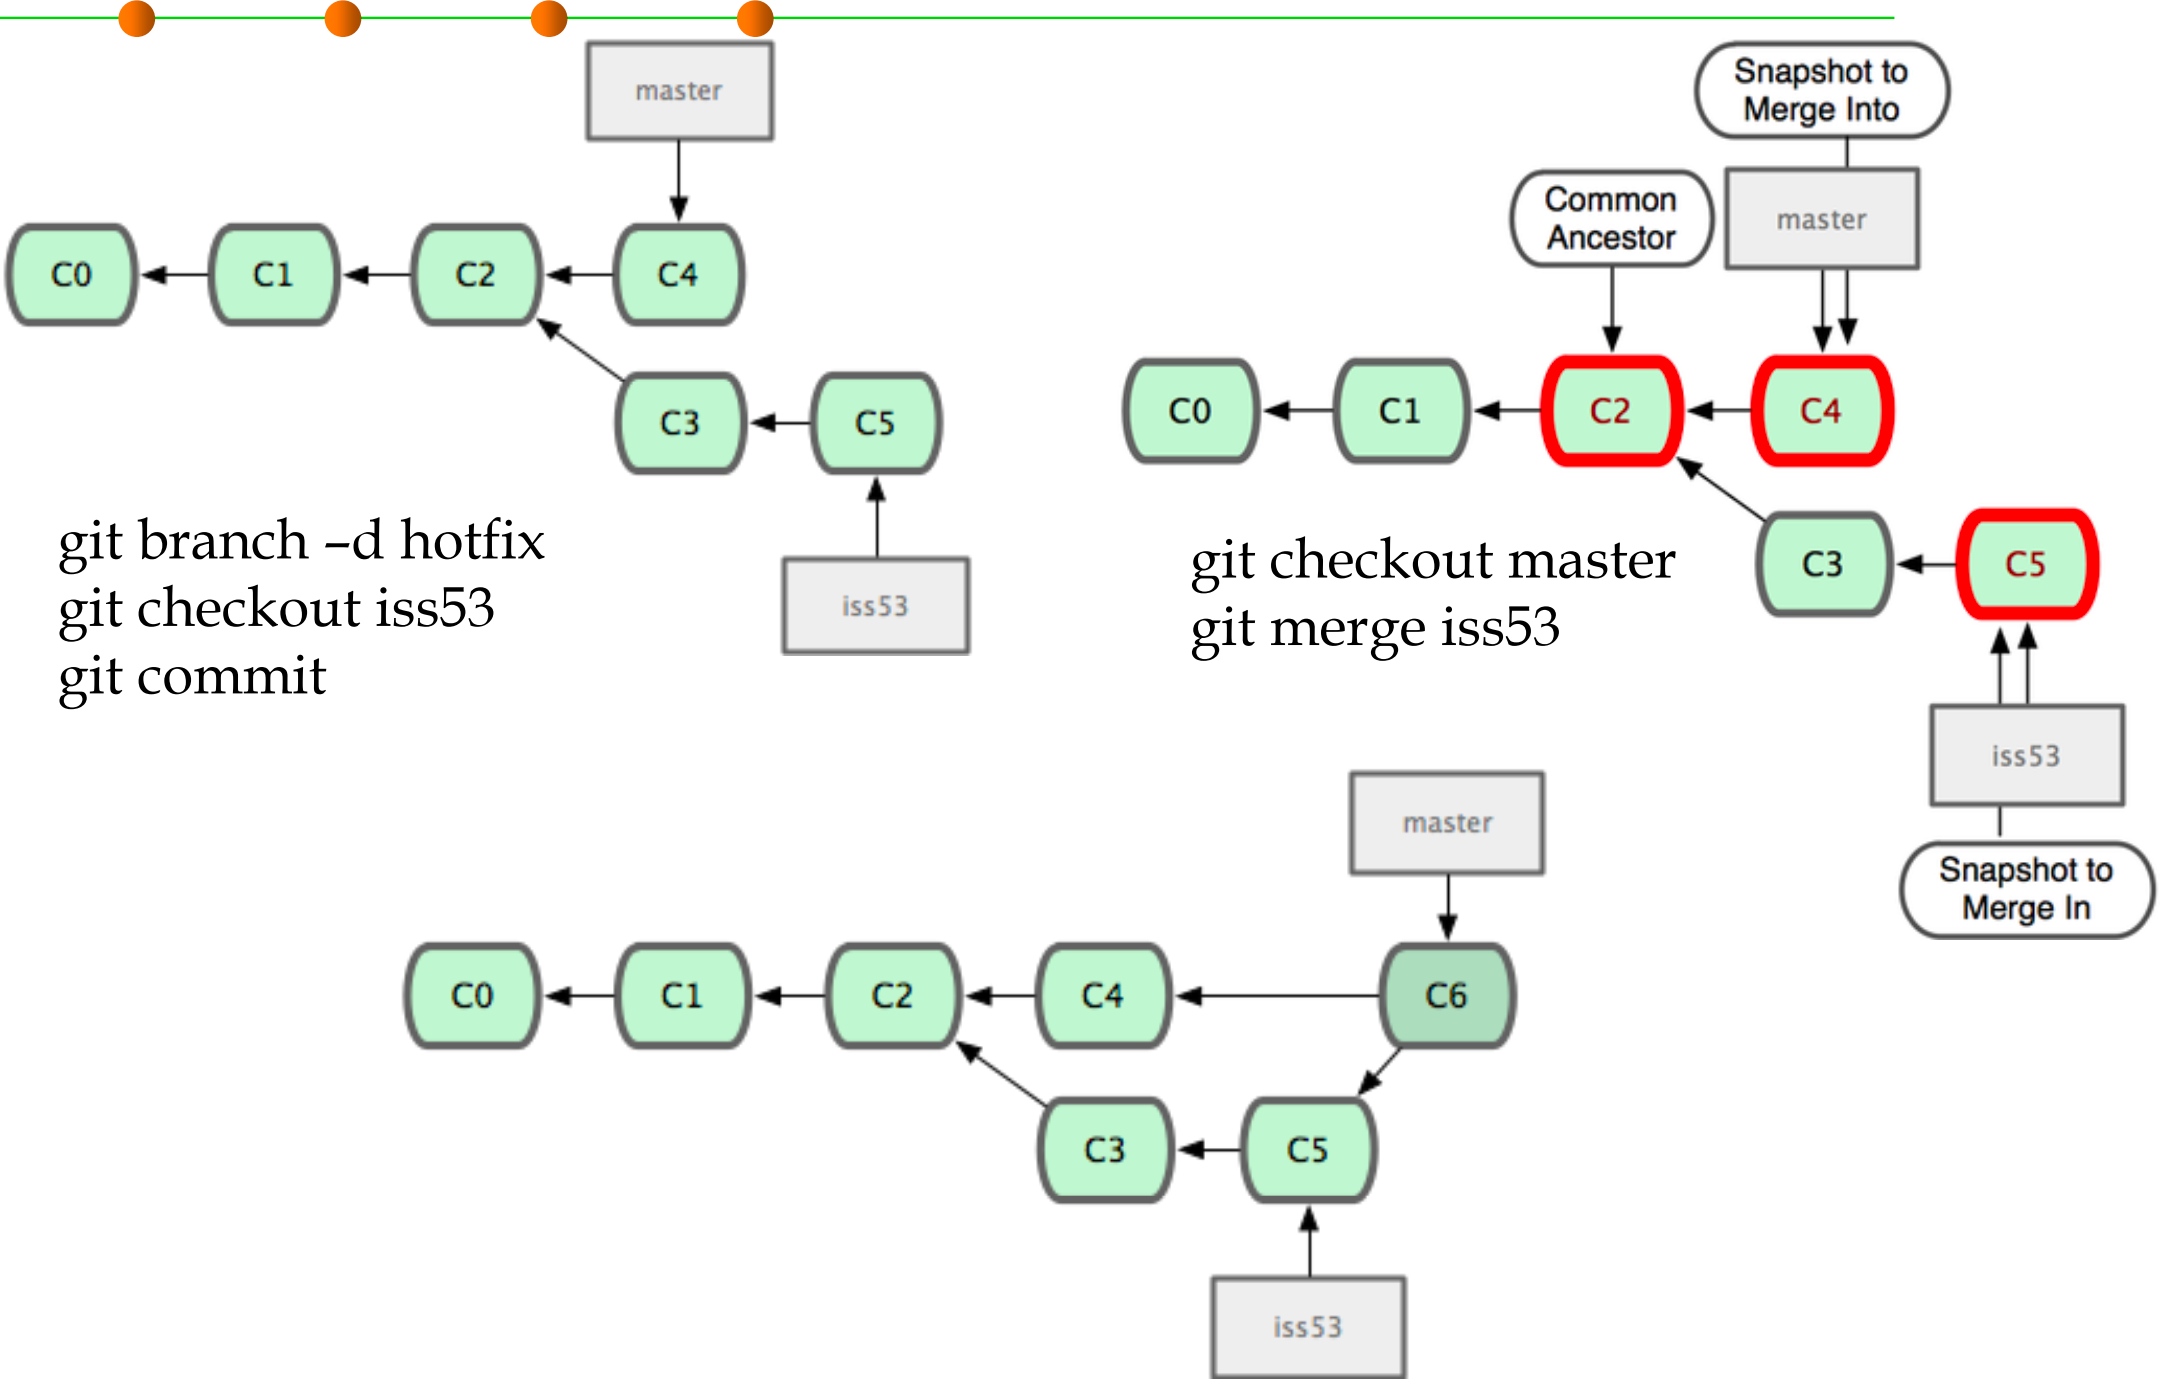 master
C0
C1
C2
C4
C3
C5
iss53
git branch –d hotfix
git checkout iss53
git commit
Snapshot to
Merge Into
Common
Ancestor
master
C0
C1
C2
C4
C3
C5
git checkout master
git merge iss53
iss53
Snapshot to
Merge In
master
C0
C1
C2
C4
C6
C3
C5
iss53